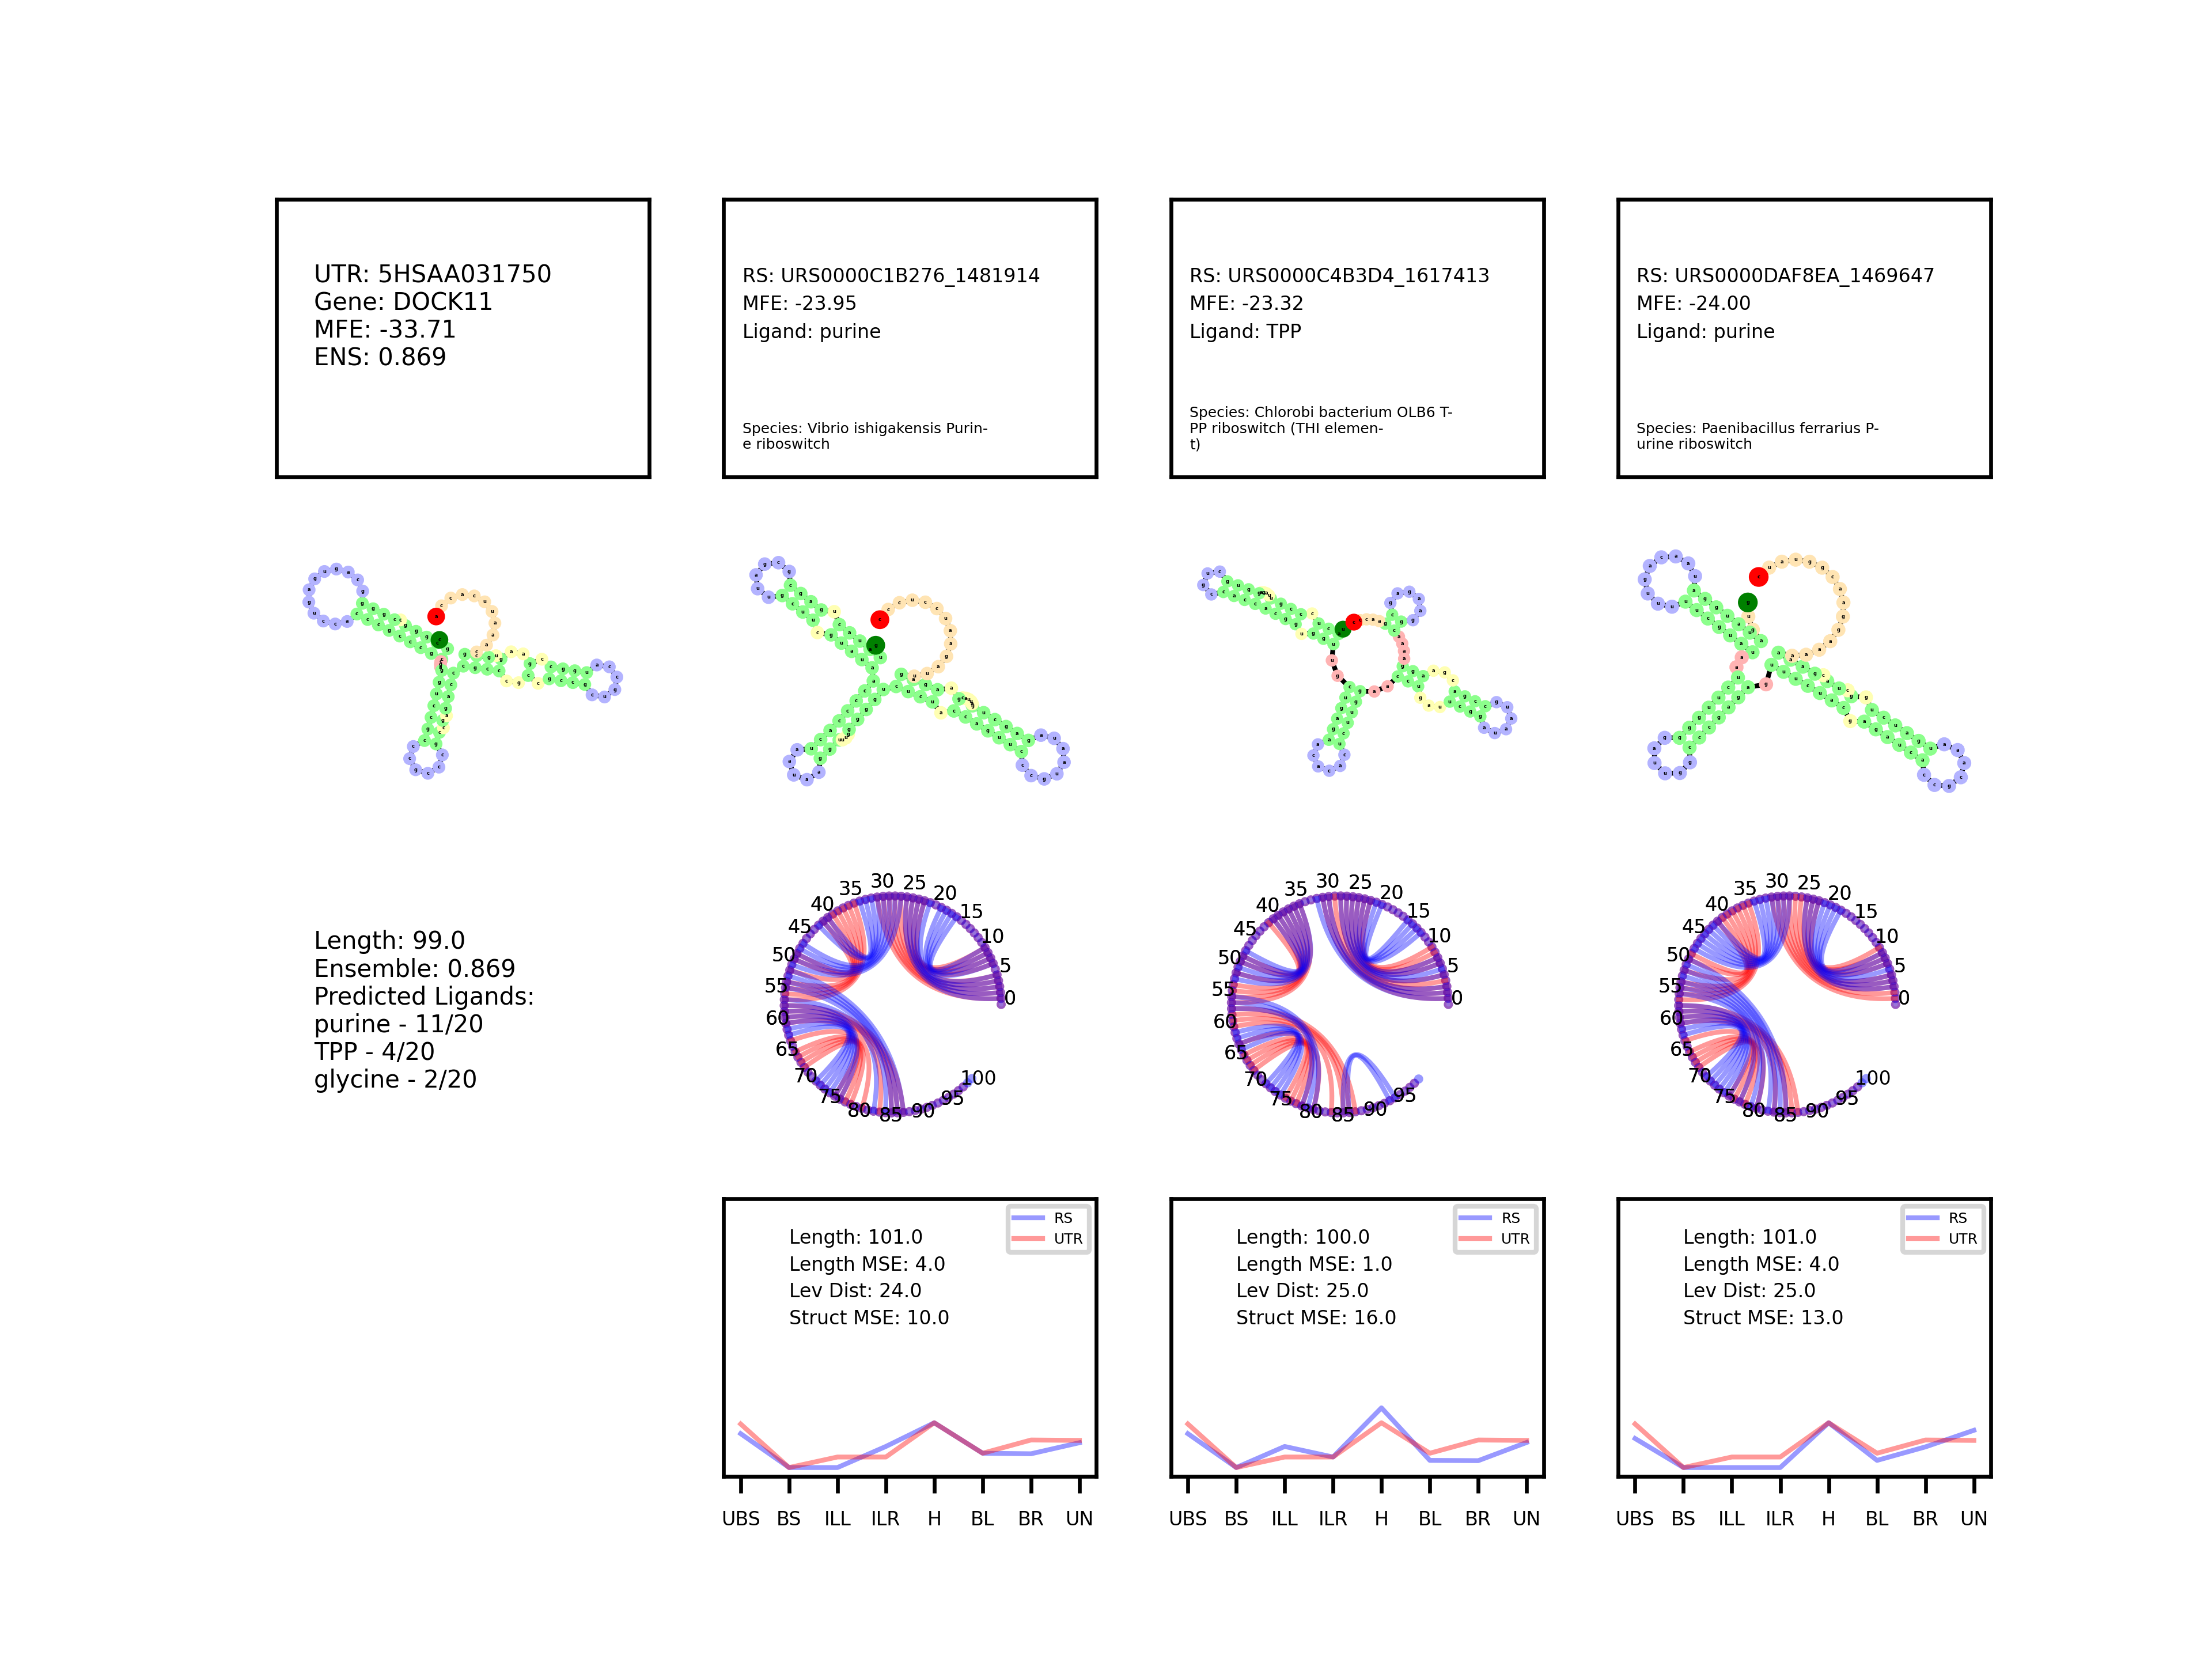 UTR: 5HSAA031750
Gene: DOCK11
MFE: -33.71
ENS: 0.869
RS: URS0000C1B276_1481914
MFE: -23.95
Ligand: purine
Species: Vibrio ishigakensis Purin-
e riboswitch
RS: URS0000C4B3D4_1617413
MFE: -23.32
Ligand: TPP
Species: Chlorobi bacterium OLB6 T-
PP riboswitch (THI elemen-
t)
RS: URS0000DAF8EA_1469647
MFE: -24.00
Ligand: purine
Species: Paenibacillus ferrarius P-
urine riboswitch
Length: 99.0
Ensemble: 0.869
Predicted Ligands:
purine - 11/20
TPP - 4/20
glycine - 2/20
0
5
10
15
20
25
30
35
40
45
50
55
60
65
70
75
80
85
90
95
100
0
5
10
15
20
25
30
35
40
45
50
55
60
65
70
75
80
85
90
95
0
5
10
15
20
25
30
35
40
45
50
55
60
65
70
75
80
85
90
95
100
Length: 101.0
Length MSE: 4.0
Lev Dist: 24.0
Struct MSE: 10.0
RS
UTR
UBS BS ILL ILR H BL BR UN
Length: 100.0
Length MSE: 1.0
Lev Dist: 25.0
Struct MSE: 16.0
RS
UTR
UBS BS ILL ILR H BL BR UN
Length: 101.0
Length MSE: 4.0
Lev Dist: 25.0
Struct MSE: 13.0
RS
UTR
UBS BS ILL ILR H BL BR UN